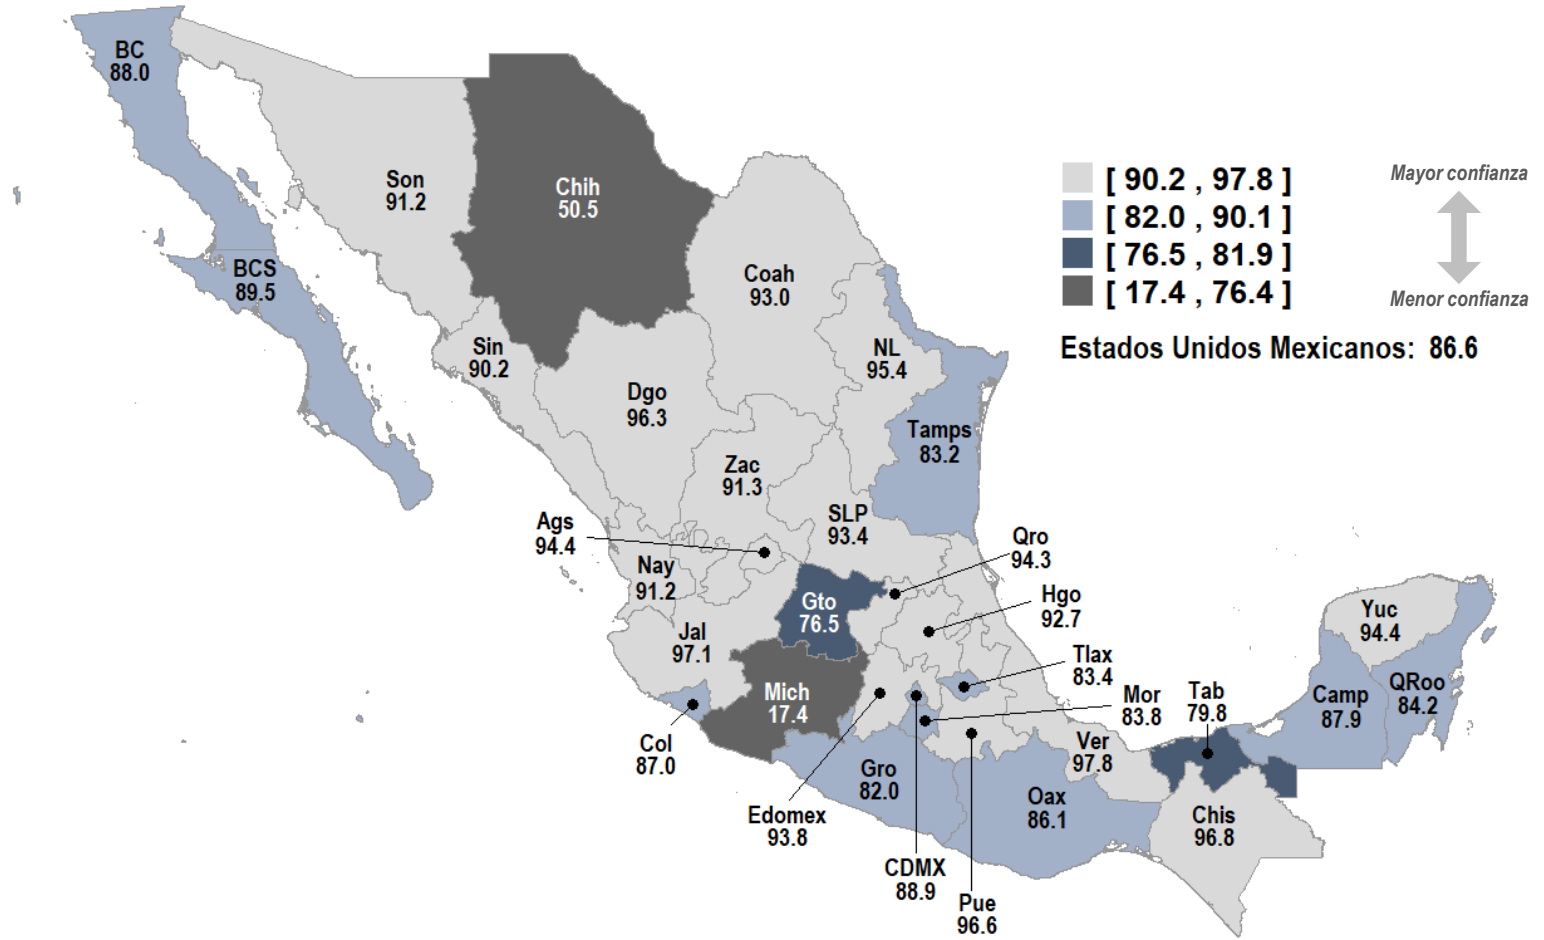 BC
88.0
Son
91.2
Chih
50.5
BCS
89.5
Coah
93.0
Sin
90.2
NL
95.4
Dgo
96.3
Tamps
83.2
Zac
91.3
SLP
93.4
Ags
94.4
Nay
91.2
Qro
94.3
Gto
76.5
Hgo
92.7
Jal
97.1
Tlax
83.4
Mich
17.4
Mor
83.8
Tab
79.8
Yuc
94.4
Camp
87.9
QRoo
84.2
Col
87.0
Ver
97.8
Gro
82.0
Oax
86.1
Edomex
93.8
Chis
96.8
CDMX
88.9
Pue
96.6
[ 90.2 , 97.8 ]
[ 82.0 , 90.1 ]
[ 76.5 , 81.9 ]
[ 17.4 , 76.4 ]
Mayor confianza
Menor confianza
Estados Unidos Mexicanos: 86.6